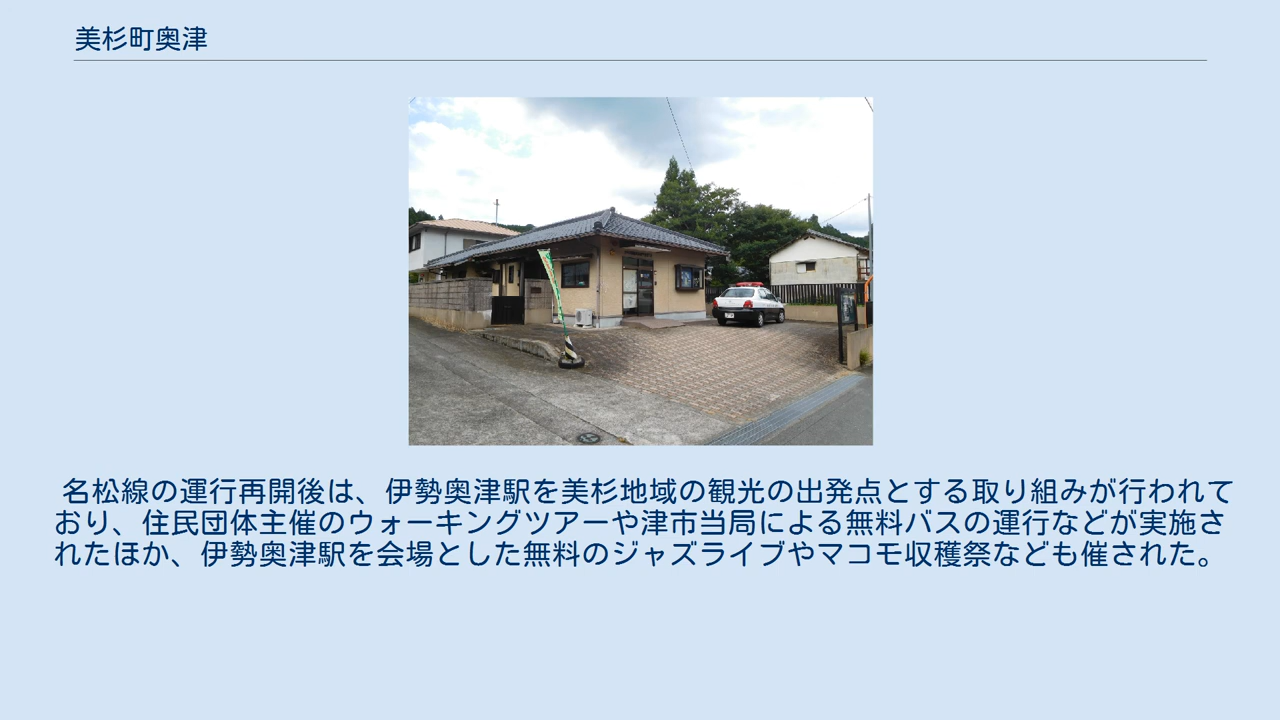 美杉町奥津
名松線の運行再開後は、伊勢奥津駅を美杉地域の観光の出発点とする取り組みが行われて
おり、住民団体主催のウォーキングツアーや津市当局による無料バスの運行などが実施さ
れたほか、伊勢奥津駅を会場とした無料のジャズライブやマコモ収穫祭なども催された。